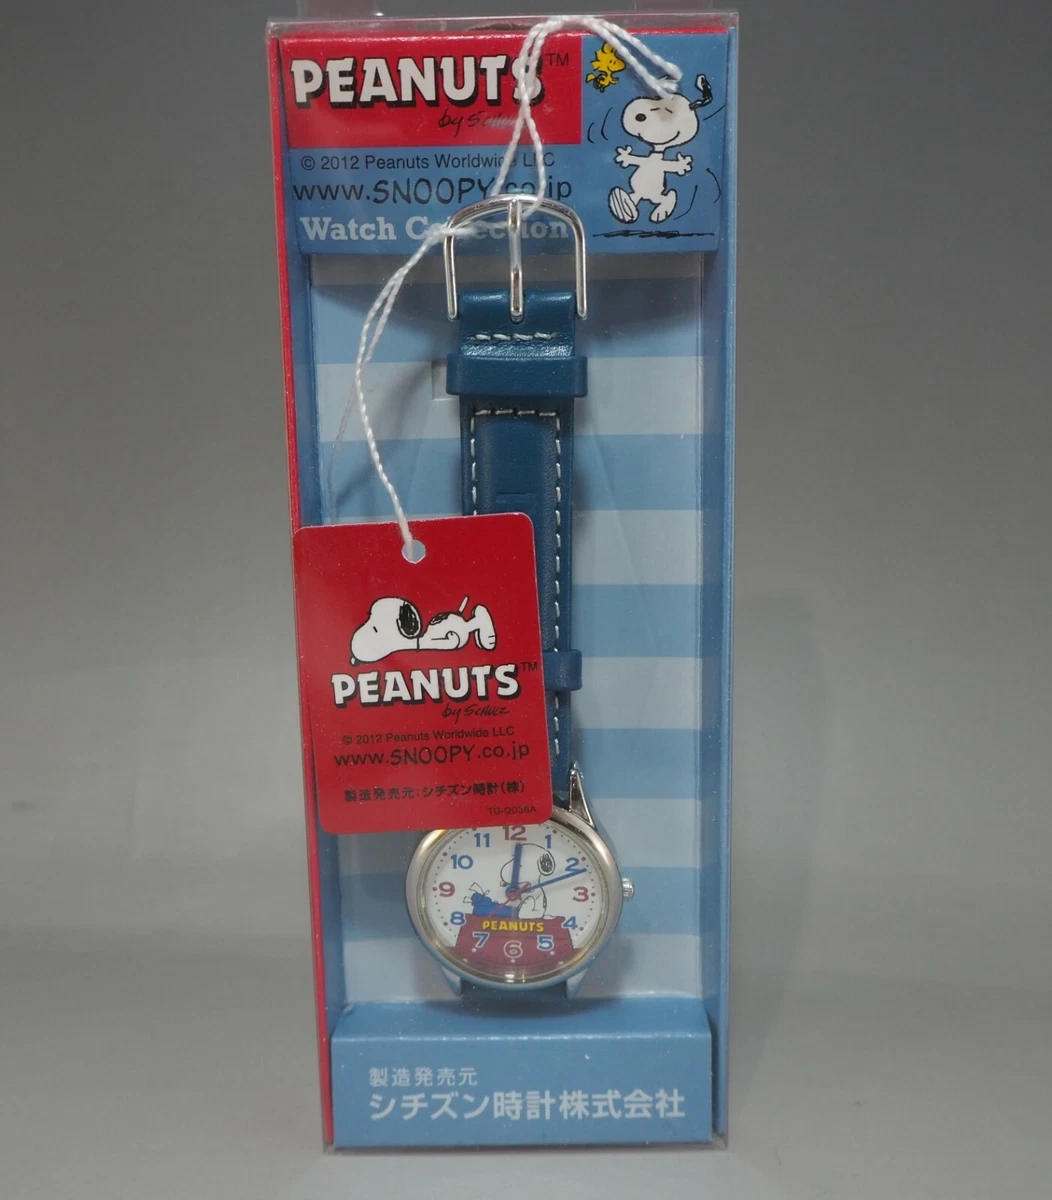 PEANUTS™
by Schulz
© 2012 Peanuts Worldwide LLC
www.SNOOPY.co.jp
Watch Collection
PEANUTS™
by Schulz
© 2012 Peanuts Worldwide LLC
www.SNOOPY.co.jp
製造発売元:シチズン時計(株)
TU-Q036A
11 12 1
10 2
9 3
8 4
PEANUTS
7 6 5
製造発売元
シチズン時計株式会社